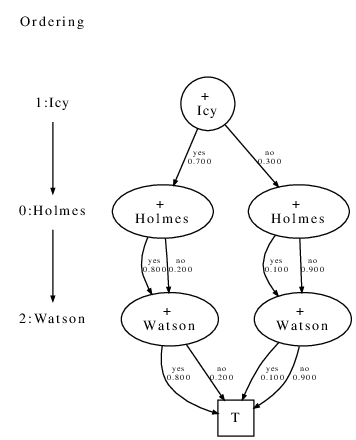 Ordering
1:Icy
+
Icy
yes
0.700
no
0.300
0:Holmes
+
Holmes
+
Holmes
yes
0.800
no
0.200
yes
0.100
no
0.900
2:Watson
+
Watson
+
Watson
yes
0.800
no
0.200
yes
0.100
no
0.900
T